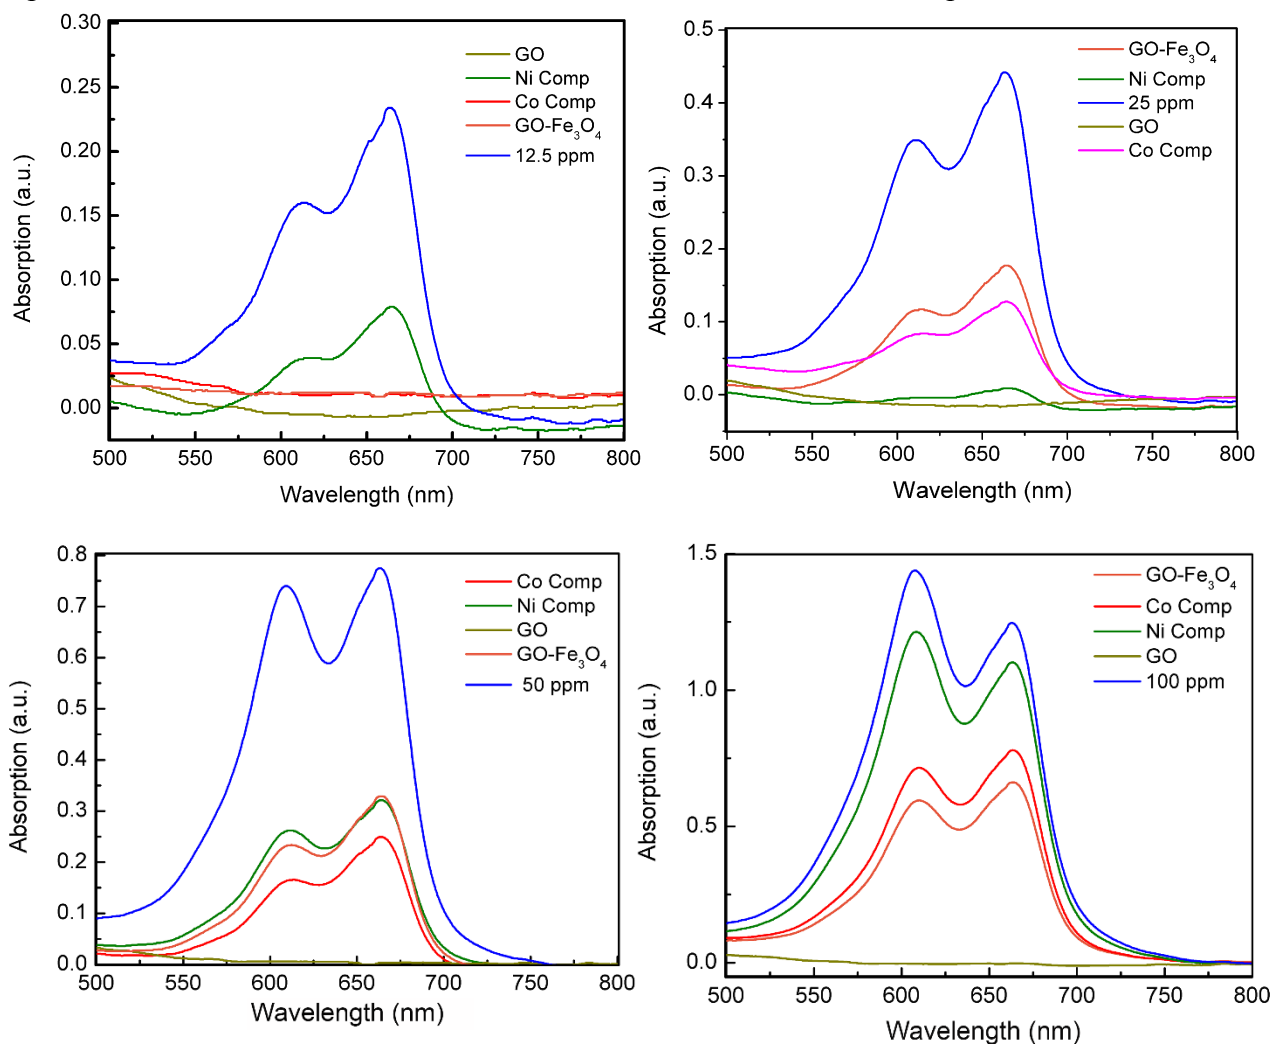 0.30
0.25
0.20
0.15
0.10
0.05
0.00
Absorption (a.u.)
GO
Ni Comp
Co Comp
GO-Fe₃O₄
12.5 ppm
500 550 600 650 700 750 800
Wavelength (nm)
0.5
0.4
0.3
0.2
0.1
0.0
Absorption (a.u.)
GO-Fe₃O₄
Ni Comp
25 ppm
GO
Co Comp
500 550 600 650 700 750 800
Wavelength (nm)
0.8
0.7
0.6
0.5
0.4
0.3
0.2
0.1
0.0
Absorption (a.u.)
Co Comp
Ni Comp
GO
GO-Fe₃O₄
50 ppm
500 550 600 650 700 750 800
Wavelength (nm)
1.5
1.0
0.5
0.0
Absorption (a.u.)
GO-Fe₃O₄
Co Comp
Ni Comp
GO
100 ppm
500 550 600 650 700 750 800
Wavelength (nm)